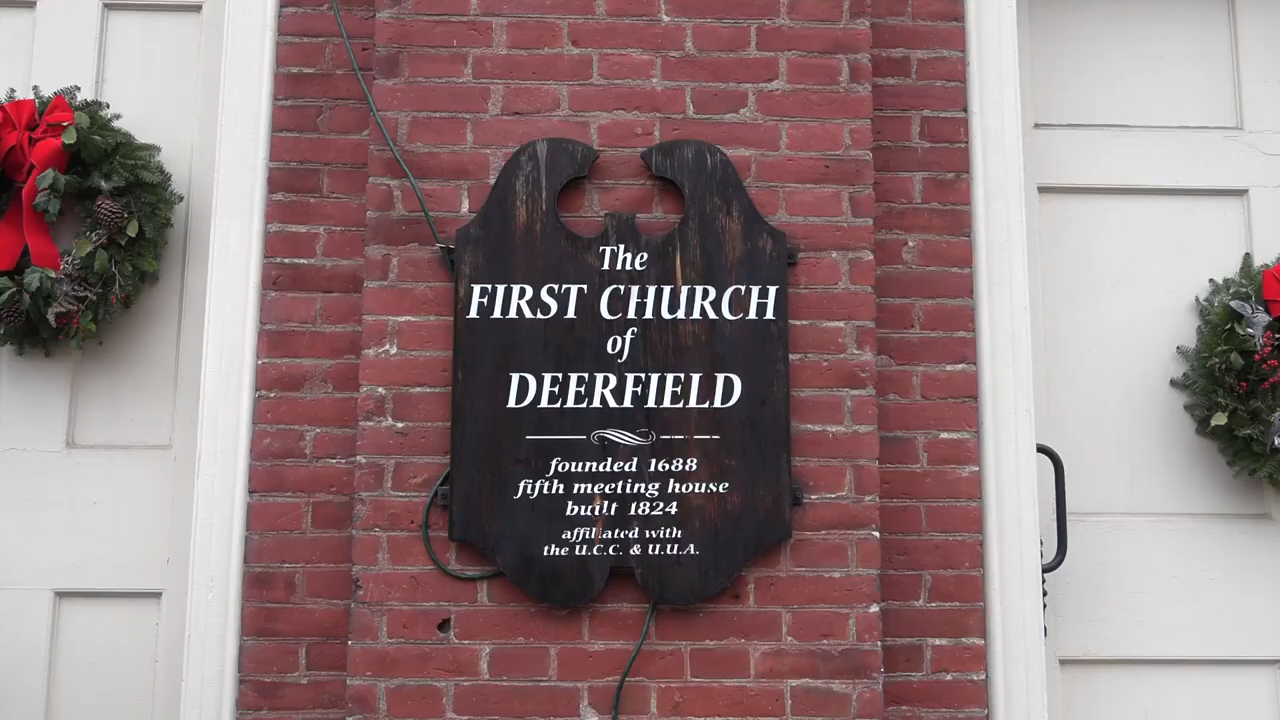 The
FIRST CHURCH
of
DEERFIELD
founded 1688
fifth meeting house
built 1824
affiliated with
the U.C.C. & U.U.A.